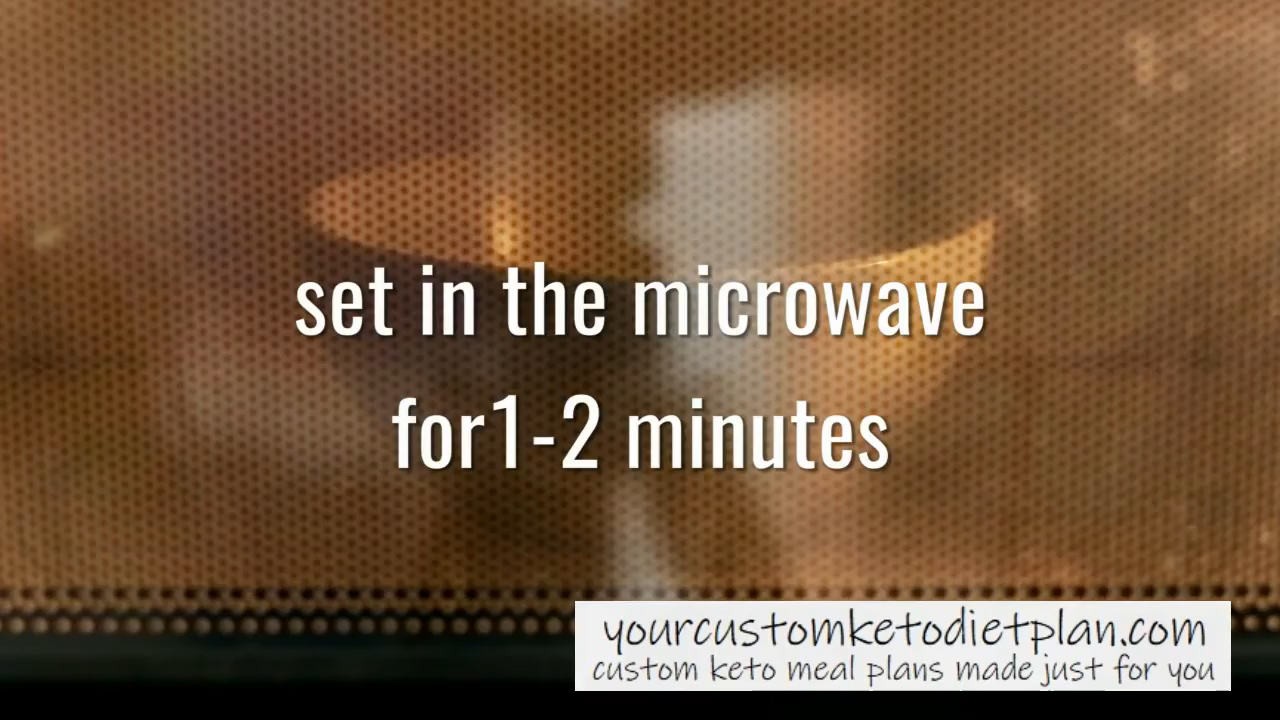 set in the microwave
for1-2 minutes
yourcustomketodietplan.com
custom keto meal plans made just for you